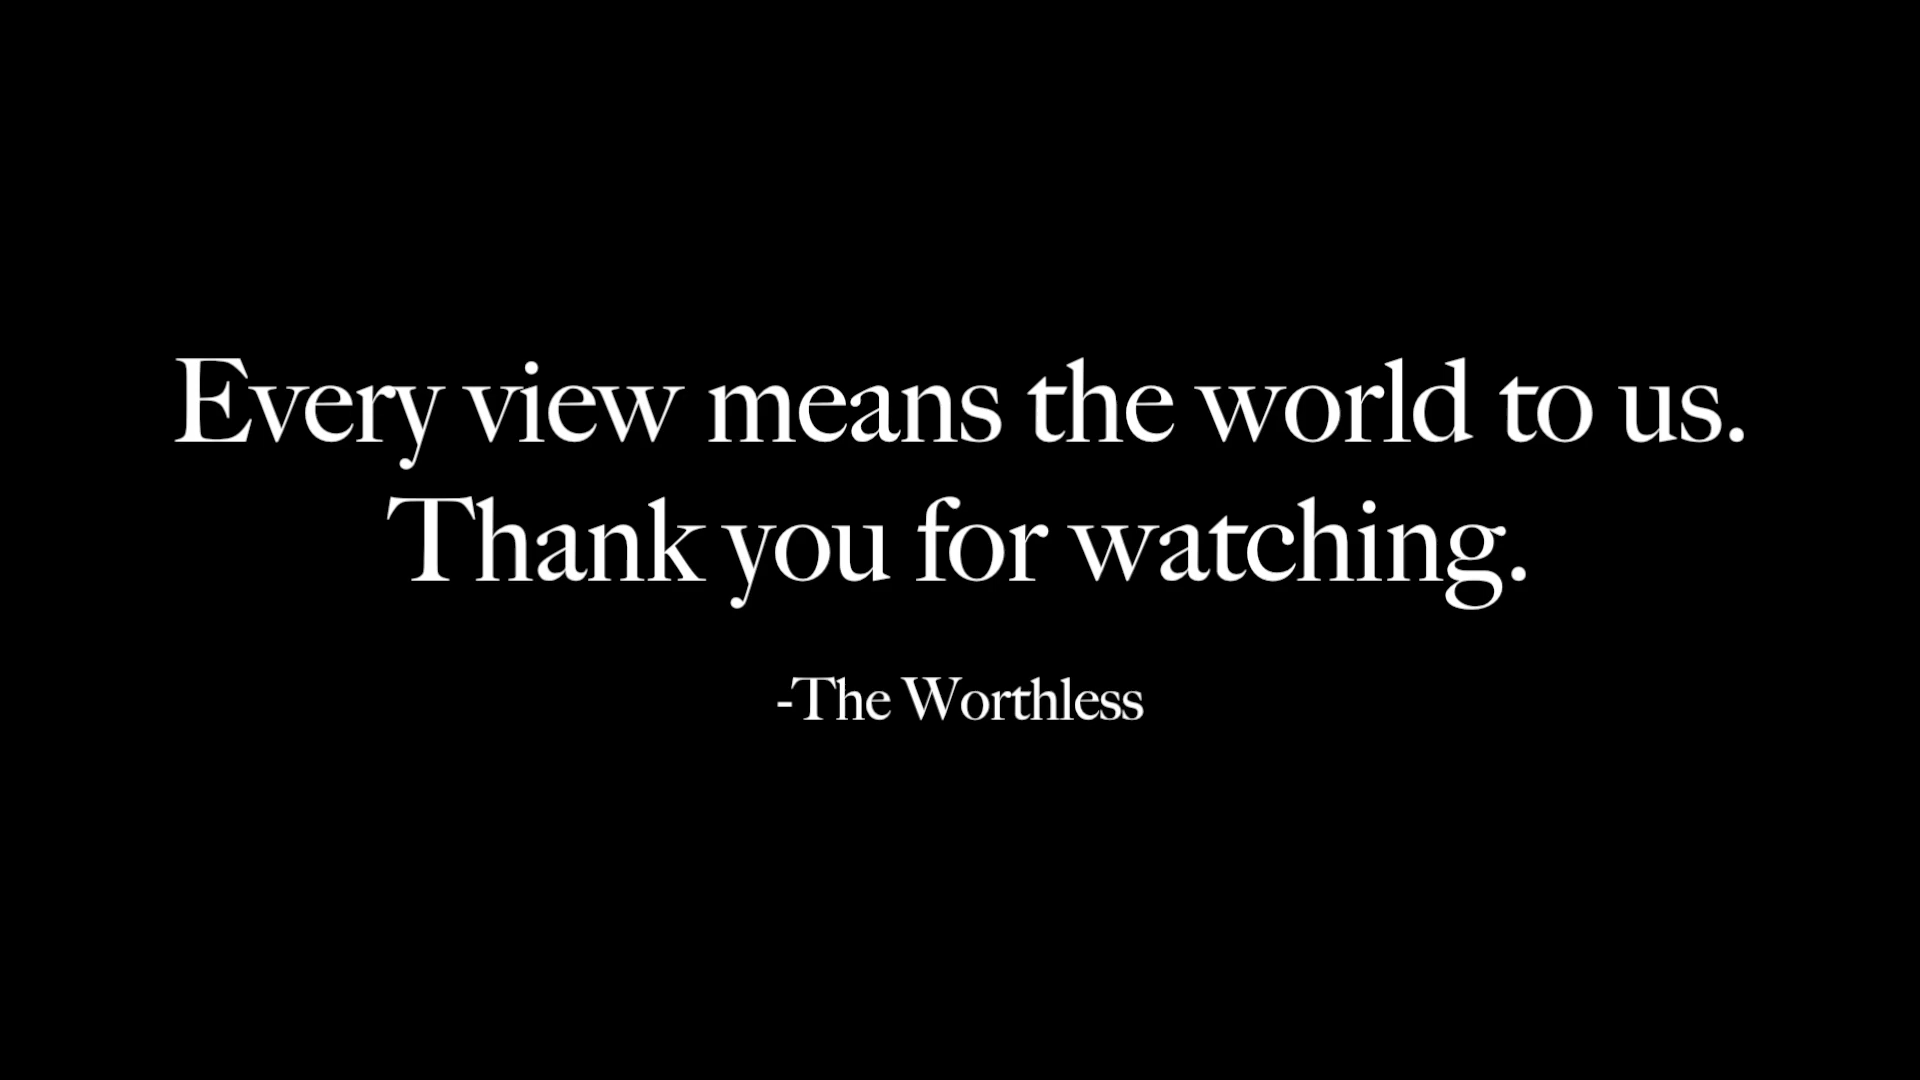 Every view means the world to us.
Thank you for watching.
-The Worthless